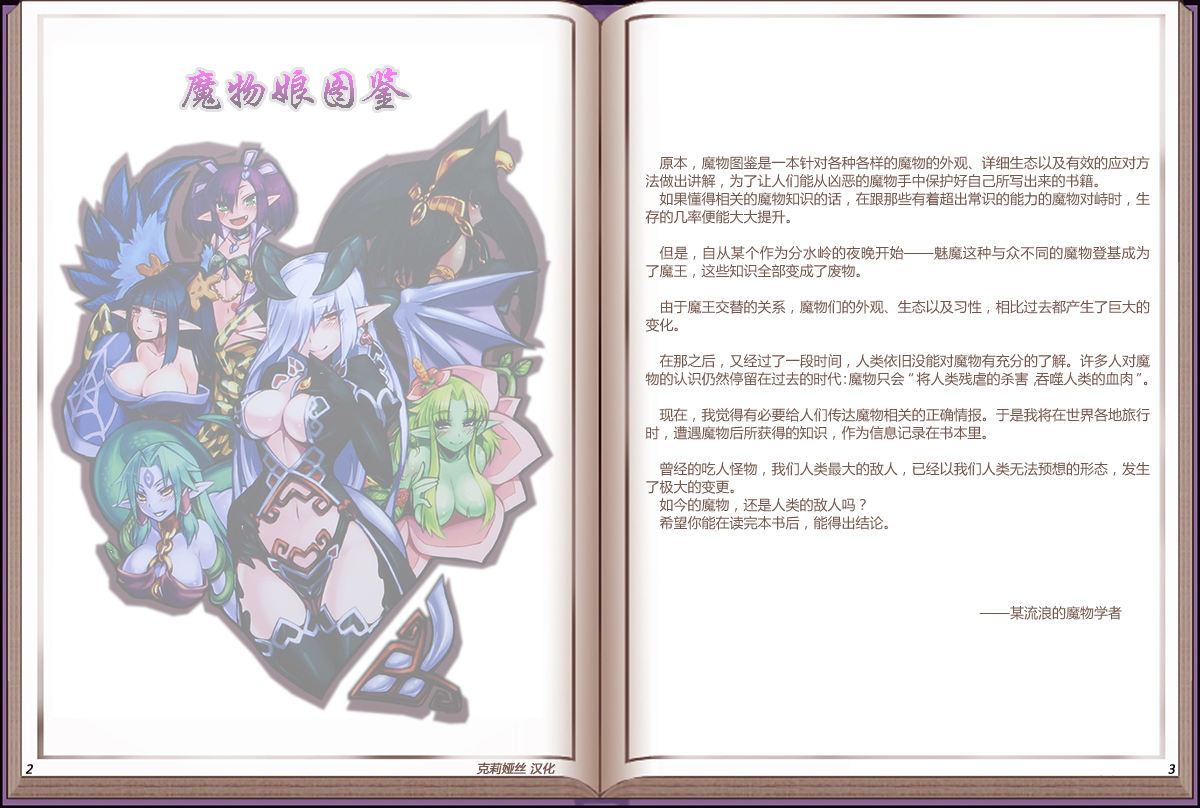 魔物娘图鉴
原本，魔物图鉴是一本针对各种各样的魔物的外观、详细生态以及有效的应对方
法做出讲解，为了让人们能从凶恶的魔物手中保护好自己所写出来的书籍。
如果懂得相关的魔物知识的话，在跟那些有着超出常识的能力的魔物对峙时，生
存的几率便能大大提升。
但是，自从某个作为分水岭的夜晚开始——魅魔这种与众不同的魔物登基成为
了魔王，这些知识全部变成了废物。
由于魔王交替的关系，魔物们的外观、生态以及习性，相比过去都产生了巨大的
变化。
在那之后，又经过了一段时间，人类依旧没能对魔物有充分的了解。许多人对魔
物的认识仍然停留在过去的时代：魔物只会“将人类残虐的杀害，吞噬人类的血肉”。
现在，我觉得有必要给人们传达魔物相关的正确情报。于是我将在世界各地旅行
时，遭遇魔物后所获得的知识，作为信息记录在书本里。
曾经的吃人怪物，我们人类最大的敌人，已经以我们人类无法预想的形态，发生
了极大的变更。
如今的魔物，还是人类的敌人吗？
希望你能在读完本书后，能得出结论。
——某流浪的魔物学者
2
克莉娅丝 汉化
3